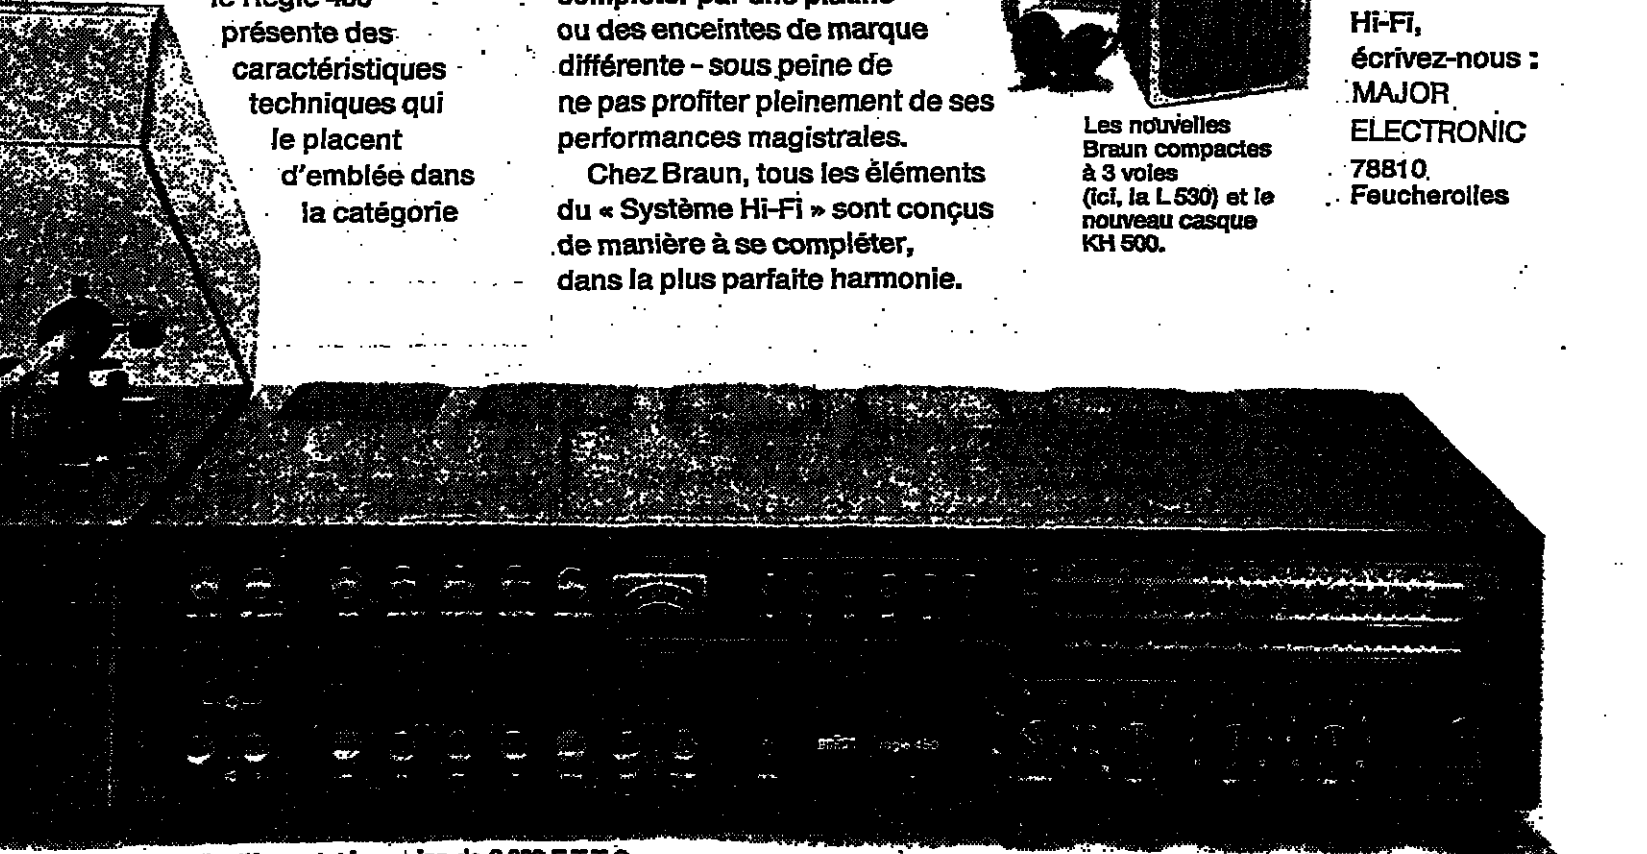 présente des
caractéristiques
techniques qui
le placent
d'emblée dans
la catégorie
ou des enceintes de marque
différente – sous peine de
ne pas profiter pleinement de ses
performances magistrales.
Chez Braun, tous les éléments
du « Système Hi-Fi » sont conçus
de manière à se compléter,
dans la plus parfaite harmonie.
Les nouvelles
Braun compactes
à 3 voies
(ici, la L 530) et le
nouveau casque
KH 500.
Hi-Fi,
écrivez-nous :
MAJOR
ELECTRONIC
78810
Feucherolles